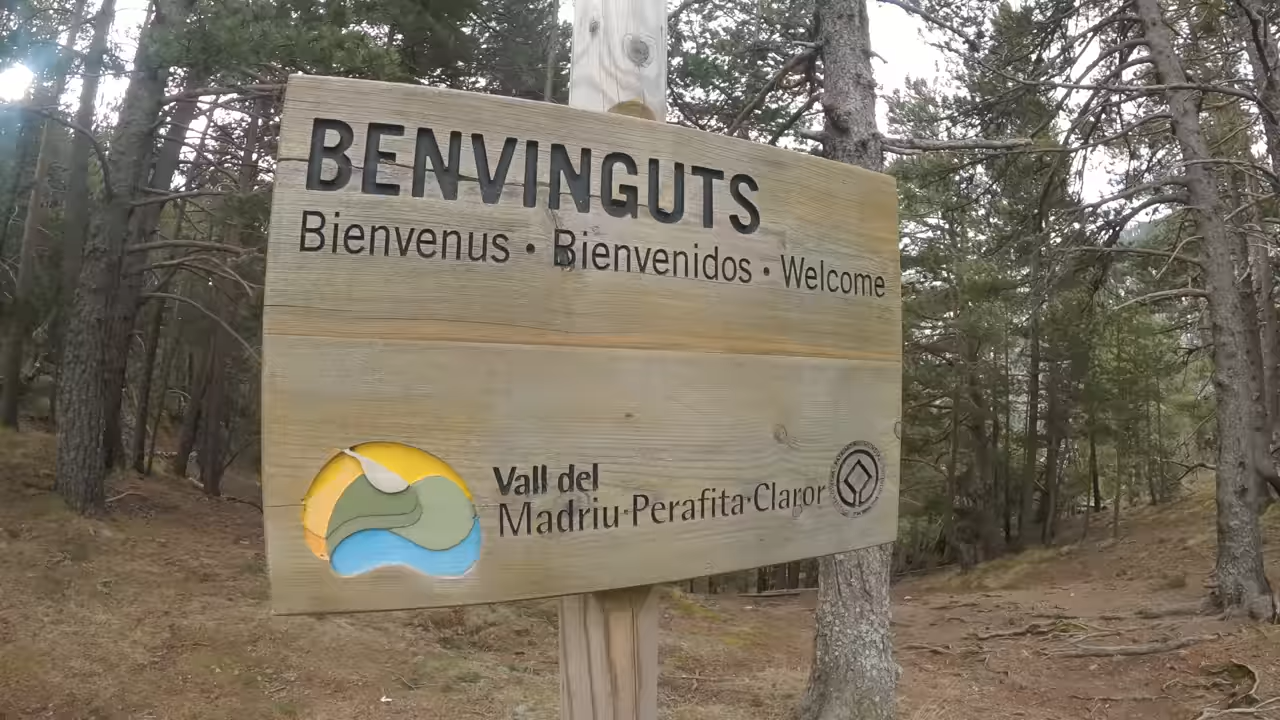 BENVINGUTS
Bienvenus • Bienvenidos • Welcome
Vall del
Madriu·Perafita·Claror